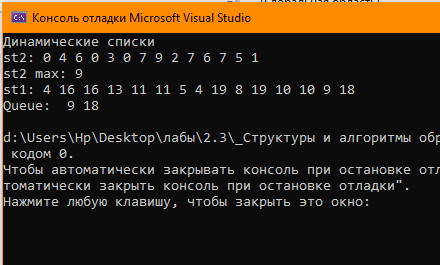 Консоль отладки Microsoft Visual Studio
Динамические списки
st2: 0 4 6 0 3 0 7 9 2 7 6 7 5 1
st2 max: 9
st1: 4 16 16 13 11 11 5 4 19 8 19 10 10 9 18
Queue:  9 18
d:\Users\Hp\Desktop\лабы\2.3\_Структуры и алгоритмы обр
кодом 0.
Чтобы автоматически закрывать консоль при остановке отл
томатически закрыть консоль при остановке отладки".
Нажмите любую клавишу, чтобы закрыть это окно: